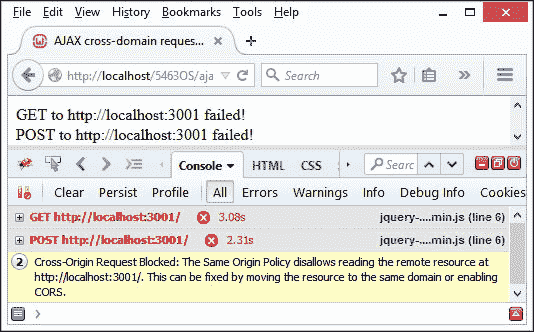 File Edit View History Bookmarks Tools Help
AJAX cross-domain reques...
http://localhost/5463OS/aja
Search
GET to http://localhost:3001 failed!
POST to http://localhost:3001 failed!
Console HTML CSS Searc
Clear Persist Profile All Errors Warnings Info Debug Info Cookies
GET http://localhost:3001/ 3.08s jquery-....min.js (line 6)
POST http://localhost:3001/ 2.31s jquery-....min.js (line 6)
2 Cross-Origin Request Blocked: The Same Origin Policy disallows reading the remote resource at
http://localhost:3001/. This can be fixed by moving the resource to the same domain or enabling
CORS.